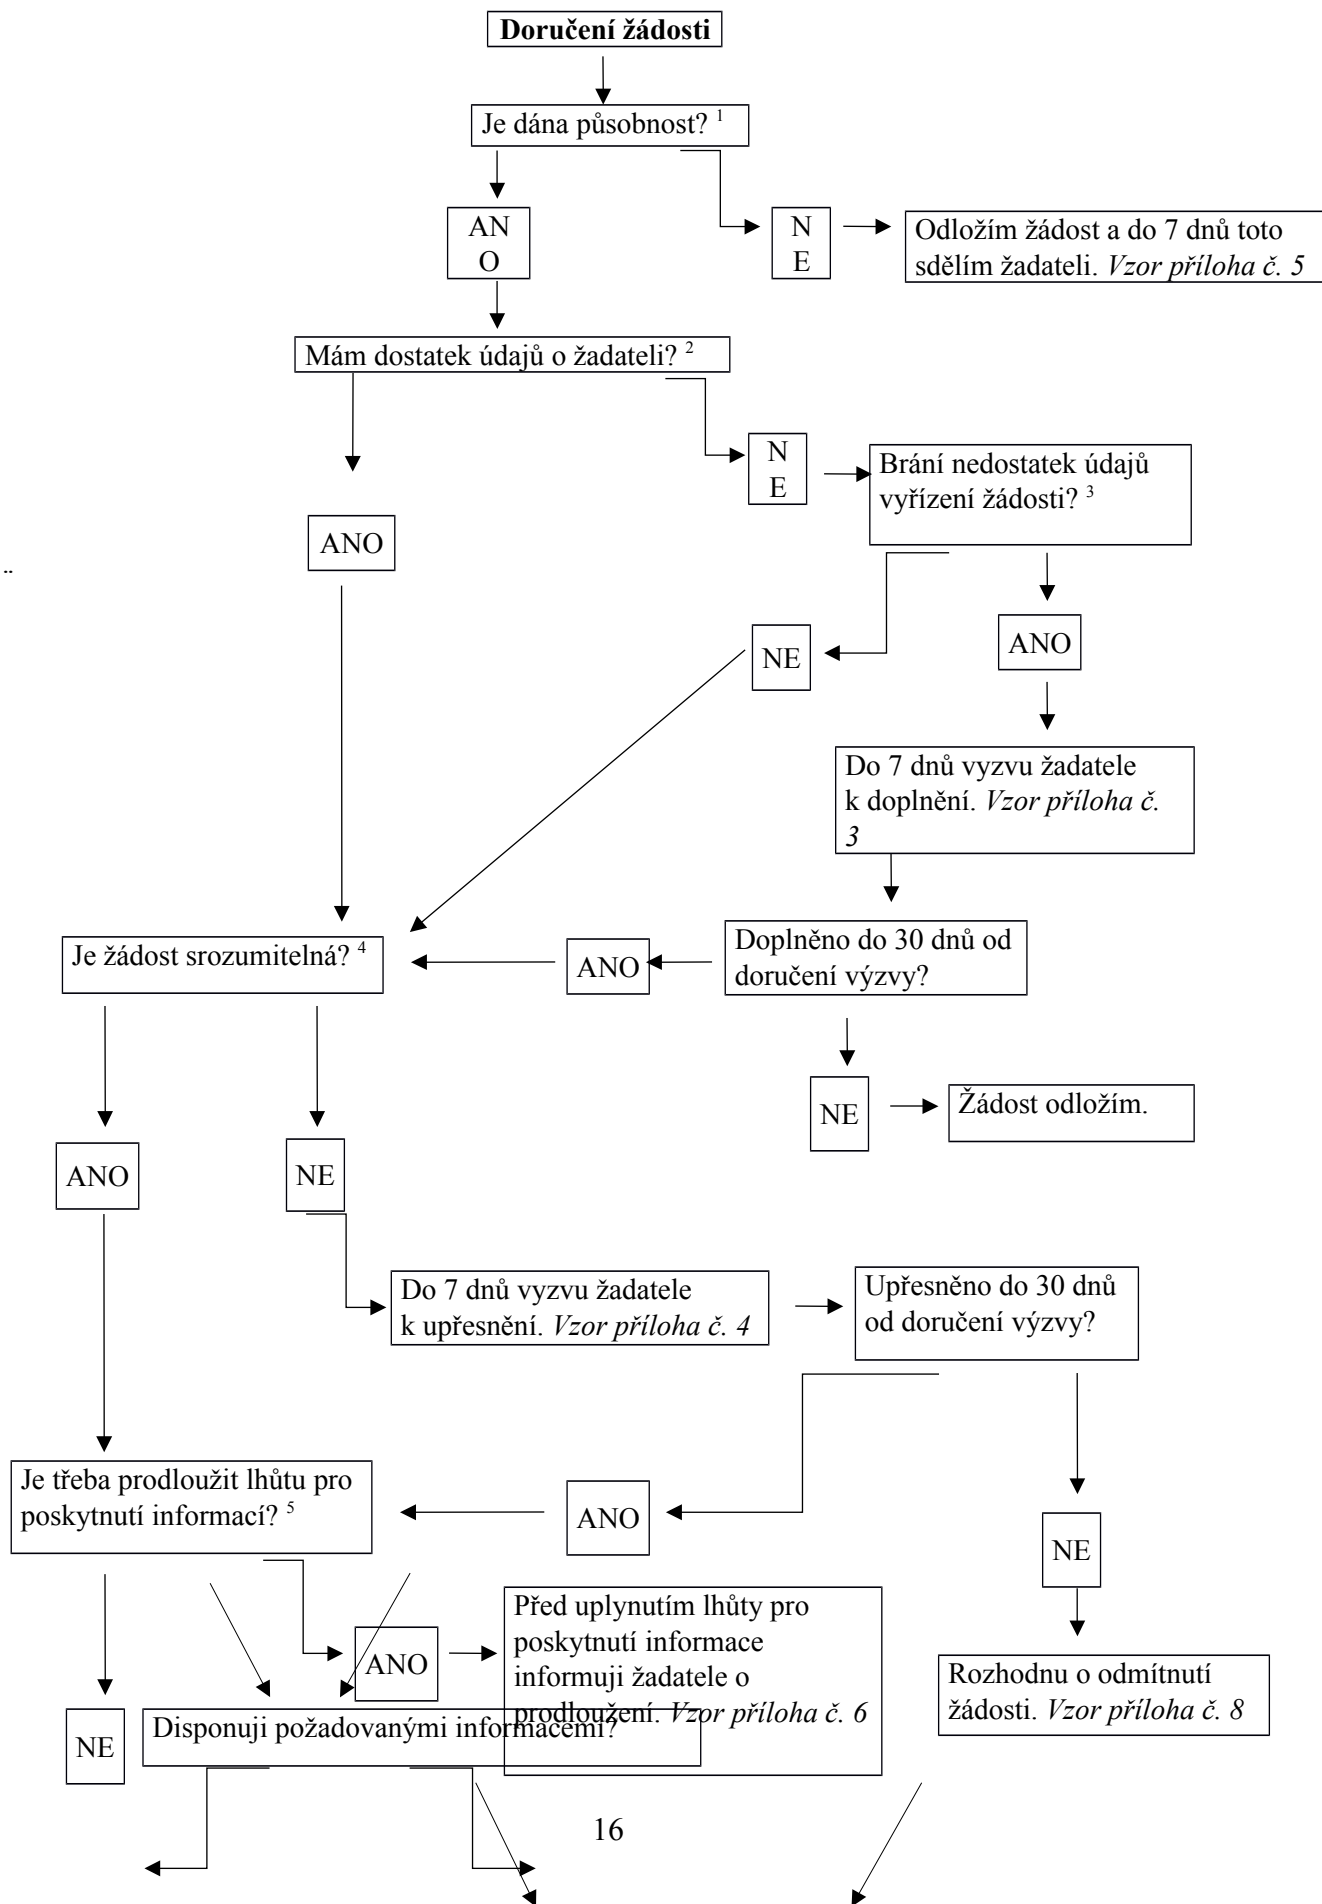 Doručení žádosti
Je dána působnost? 1
AN
O
N
E
Odložím žádost a do 7 dnů toto
sdělím žadateli. Vzor příloha č. 5
Mám dostatek údajů o žadateli? 2
N
E
Brání nedostatek údajů
vyřízení žádosti? 3
ANO
..
NE
ANO
Do 7 dnů vyzvu žadatele
k doplnění. Vzor příloha č.
3
Je žádost srozumitelná? 4
ANO
Doplněno do 30 dnů od
doručení výzvy?
NE
Žádost odložím.
ANO
NE
Do 7 dnů vyzvu žadatele
k upřesnění. Vzor příloha č. 4
Upřesněno do 30 dnů
od doručení výzvy?
Je třeba prodloužit lhůtu pro
poskytnutí informací? 5
ANO
NE
ANO
Před uplynutím lhůty pro
poskytnutí informace
informuji žadatele o
prodloužení. Vzor příloha č. 6
Rozhodnu o odmítnutí
žádosti. Vzor příloha č. 8
NE
Disponuji požadovanými informacemi?
16